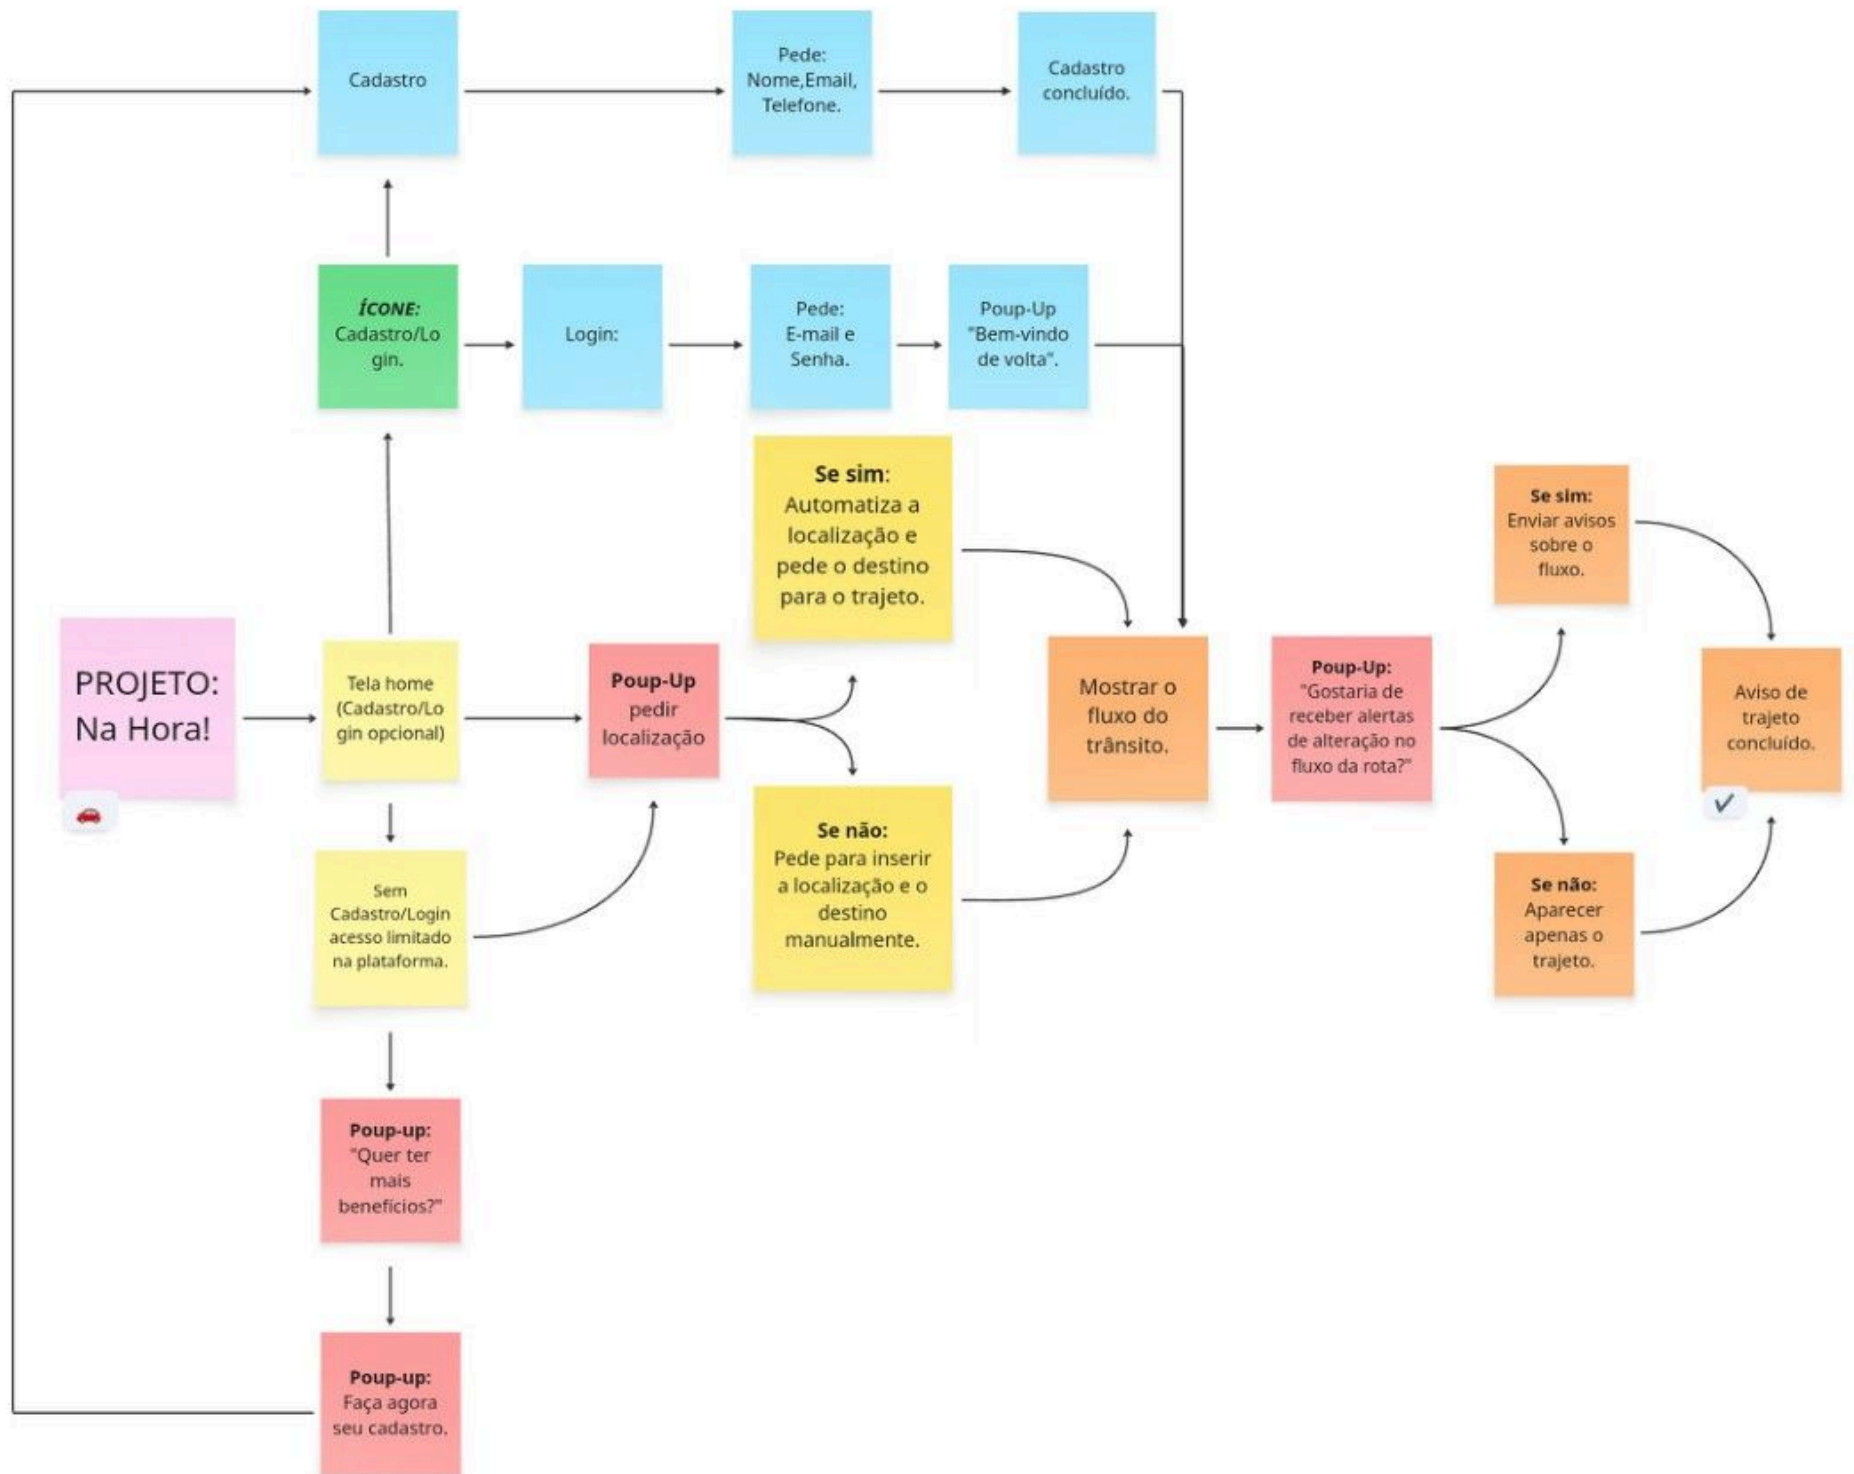 Cadastro
Pede:
Nome,Email,
Telefone.
Cadastro
concluído.
ÍCONE:
Cadastro/Lo
gin.
Login:
Pede:
E-mail e
Senha.
Poup-Up
"Bem-vindo
de volta".
Se sim:
Automatiza a
localização e
pede o destino
para o trajeto.
Se sim:
Enviar avisos
sobre o
fluxo.
PROJETO:
Na Hora!
Tela home
(Cadastro/Lo
gin opcional)
Poup-Up
pedir
localização
Mostrar o
fluxo do
trânsito.
Poup-Up:
"Gostaria de
receber alertas
de alteração no
fluxo da rota?"
Aviso de
trajeto
concluído.
Sem
Cadastro/Login
acesso limitado
na plataforma.
Se não:
Pede para inserir
a localização e o
destino
manualmente.
Se não:
Aparecer
apenas o
trajeto.
Poup-up:
"Quer ter
mais
benefícios?"
Poup-up:
Faça agora
seu cadastro.